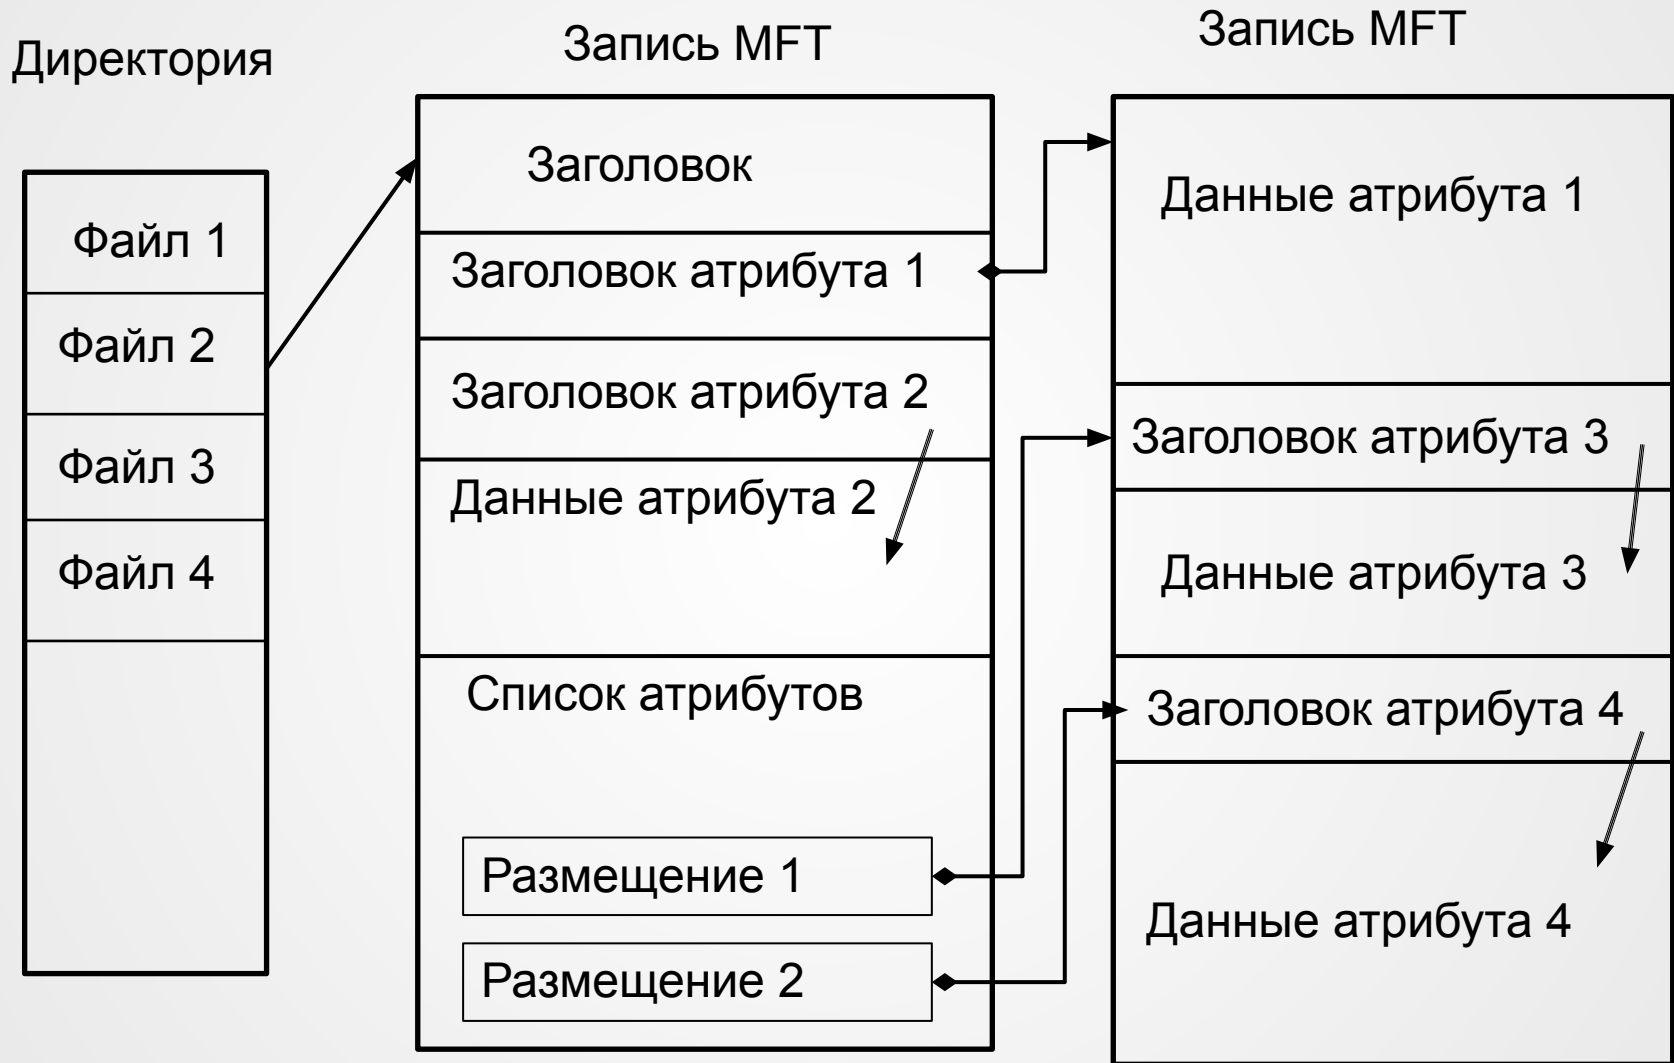 Директория
Файл 1
Файл 2
Файл 3
Файл 4
Запись MFT
Заголовок
Заголовок атрибута 1
Заголовок атрибута 2
Данные атрибута 2
Список атрибутов
Размещение 1
Размещение 2
Запись MFT
Данные атрибута 1
Заголовок атрибута 3
Данные атрибута 3
Заголовок атрибута 4
Данные атрибута 4